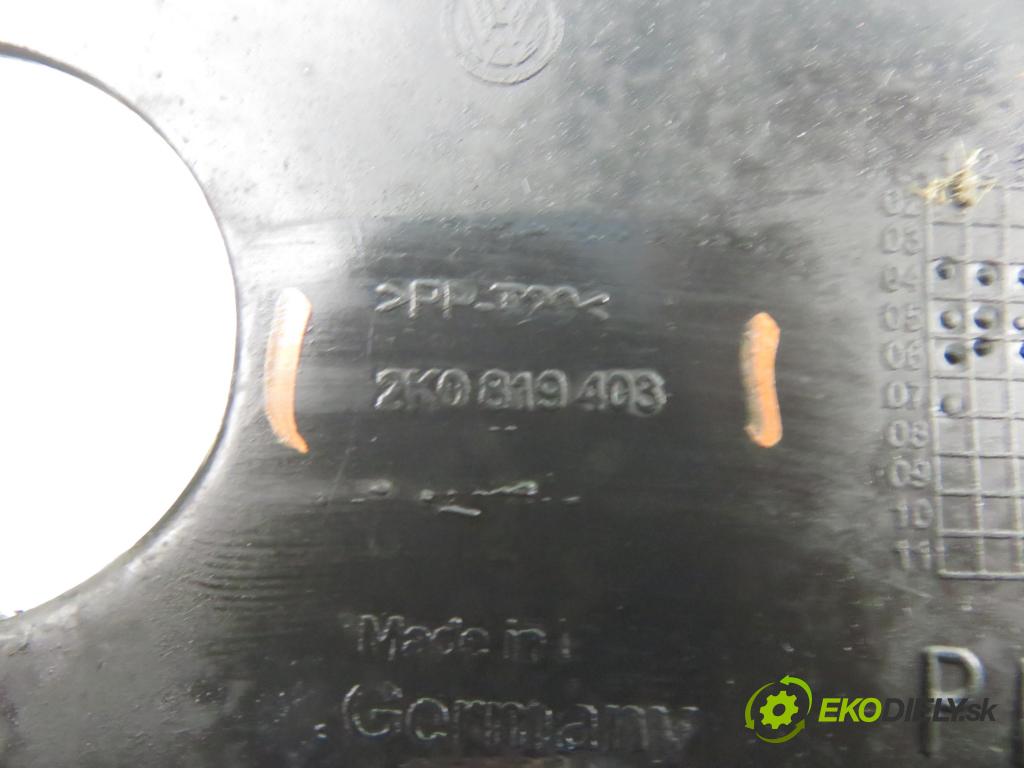 >PP-T20<
2K0 819 403
Made in
Germany
02
03
04
05
06
07
08
09
10
11
P
EKODIELY.sk